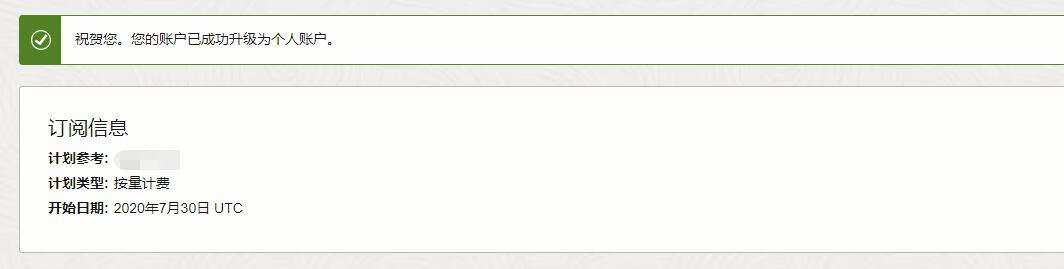 祝贺您。您的账户已成功升级为个人账户。
订阅信息
计划参考:
计划类型: 按量计费
开始日期: 2020年7月30日 UTC